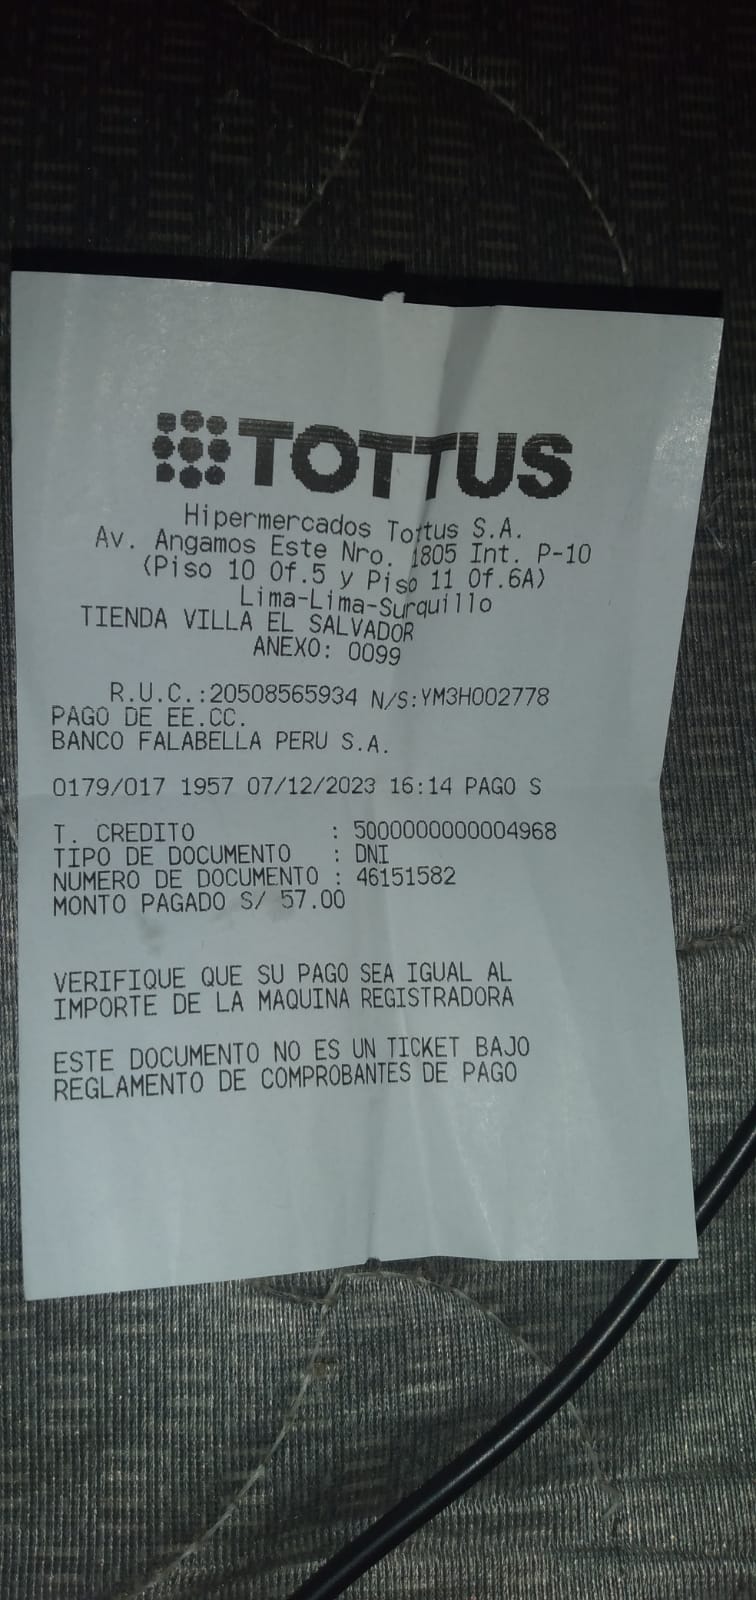 TOTTUS
Hipermercados Tottus S.A.
Av. Angamos Este Nro. 1805 Int. P-10
(Piso 10 Of.5 y Piso 11 Of.6A)
Lima-Lima-Surquillo
TIENDA VILLA EL SALVADOR
ANEXO: 0099
R.U.C.:20508565934 N/S:YM3H002778
PAGO DE EE.CC.
BANCO FALABELLA PERU S.A.
0179/017 1957 07/12/2023 16:14 PAGO S
T. CREDITO : 5000000000004968
TIPO DE DOCUMENTO : DNI
NUMERO DE DOCUMENTO : 46151582
MONTO PAGADO S/ 57.00
VERIFIQUE QUE SU PAGO SEA IGUAL AL
IMPORTE DE LA MAQUINA REGISTRADORA
ESTE DOCUMENTO NO ES UN TICKET BAJO
REGLAMENTO DE COMPROBANTES DE PAGO